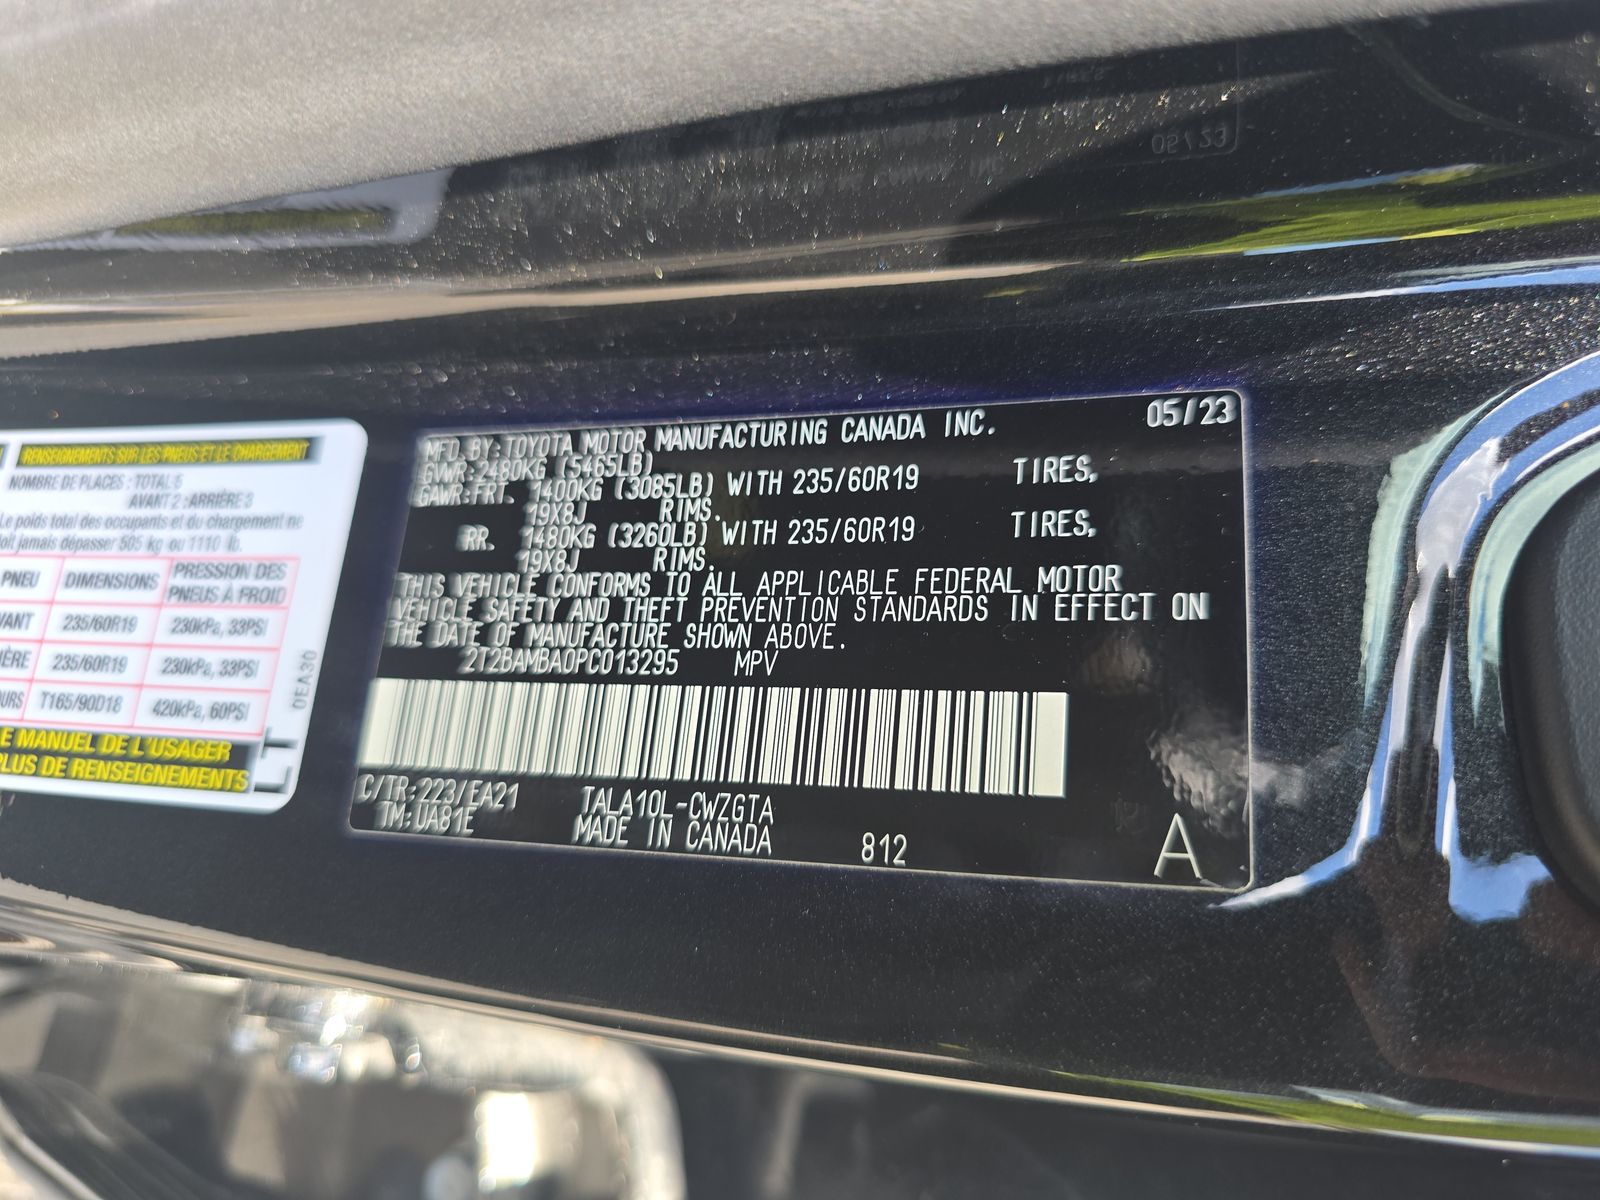 RENSEIGNEMENTS SUR LES PNEUS ET LE CHARGEMENT
NOMBRE DE PLACES : TOTAL 5
AVANT 2 : ARRIÈRE 3
Le poids total des occupants et du chargement ne
doit jamais dépasser 505 kg ou 1110 lb.
PNEU DIMENSIONS PRESSION DES PNEUS À FROID
VANT 235/60R19 230kPa, 33PSI
IÈRE 235/60R19 230kPa, 33PSI
OURS T165/90D18 420kPa, 60PSI
E MANUEL DE L'USAGER
PLUS DE RENSEIGNEMENTS
0EA30
MFD. BY: TOYOTA MOTOR MANUFACTURING CANADA INC. 05/23
GVWR: 2480KG (5465LB)
GAWR: FRT. 1400KG (3085LB) WITH 235/60R19 TIRES,
19X8J RIMS.
RR. 1480KG (3260LB) WITH 235/60R19 TIRES,
19X8J RIMS.
THIS VEHICLE CONFORMS TO ALL APPLICABLE FEDERAL MOTOR
VEHICLE SAFETY AND THEFT PREVENTION STANDARDS IN EFFECT ON
THE DATE OF MANUFACTURE SHOWN ABOVE.
2T2BAMBA0PC013295 MPV
C/TR: 223/EA21 TALA10L-CWZGTA
TM: UA81E MADE IN CANADA 812 A
05/23